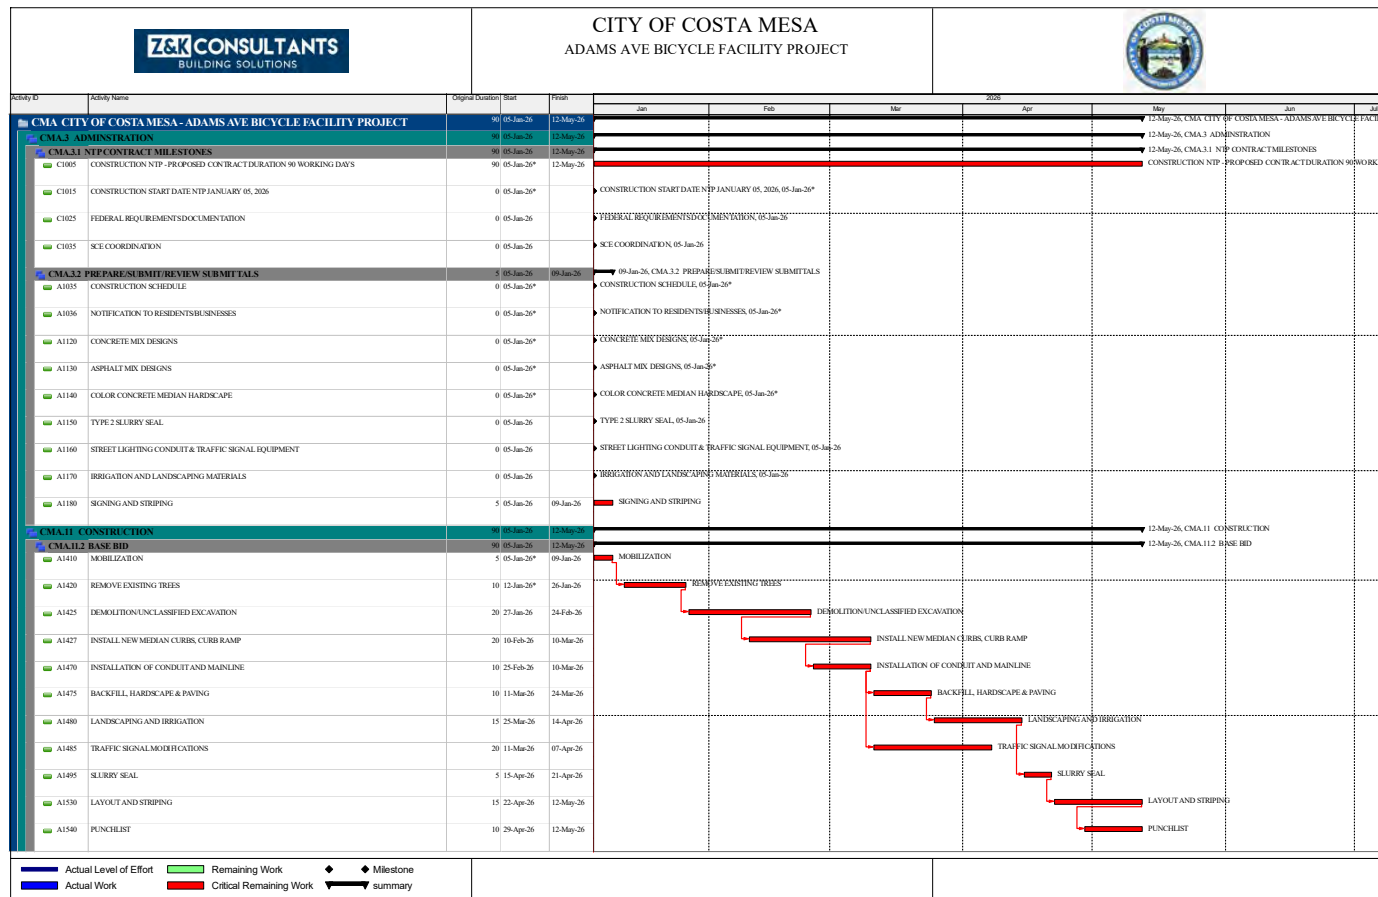 Z&K CONSULTANTS
BUILDING SOLUTIONS
CITY OF COSTA MESA
ADAMS AVE BICYCLE FACILITY PROJECT
Activity ID Activity Name Original Duration Start Finish 2026
Jan Feb Mar Apr May Jun Jul
CMA CITY OF COSTA MESA - ADAMS AVE BICYCLE FACILITY PROJECT 90 05-Jan-26 12-May-26 12-May-26, CMA CITY OF COSTA MESA - ADAMS AVE BICYCLE FACILI
CMA.3 ADMINSTRATION 90 05-Jan-26 12-May-26 12-May-26, CMA.3 ADMINSTRATION
CMA.3.1 NTP CONTRACT MILESTONES 90 05-Jan-26 12-May-26 12-May-26, CMA.3.1 NTP CONTRACT MILESTONES
C1005 CONSTRUCTION NTP - PROPOSED CONTRACT DURATION 90 WORKING DAYS 90 05-Jan-26* 12-May-26 CONSTRUCTION NTP - PROPOSED CONTRACT DURATION 90 WORK
C1015 CONSTRUCTION START DATE NTP JANUARY 05, 2026 0 05-Jan-26* CONSTRUCTION START DATE NTP JANUARY 05, 2026, 05-Jan-26*
C1025 FEDERAL REQUIREMENTS DOCUMENTATION 0 05-Jan-26 FEDERAL REQUIREMENTS DOCUMENTATION, 05-Jan-26
C1035 SCE COORDINATION 0 05-Jan-26 SCE COORDINATION, 05-Jan-26
CMA.3.2 PREPARE/SUBMIT/REVIEW SUBMITTALS 5 05-Jan-26 09-Jan-26 09-Jan-26, CMA.3.2 PREPARE/SUBMIT/REVIEW SUBMITTALS
A1035 CONSTRUCTION SCHEDULE 0 05-Jan-26* CONSTRUCTION SCHEDULE, 05-Jan-26*
A1036 NOTIFICATION TO RESIDENTS/BUSINESSES 0 05-Jan-26* NOTIFICATION TO RESIDENTS/BUSINESSES, 05-Jan-26*
A1120 CONCRETE MIX DESIGNS 0 05-Jan-26* CONCRETE MIX DESIGNS, 05-Jan-26*
A1130 ASPHALT MIX DESIGNS 0 05-Jan-26* ASPHALT MIX DESIGNS, 05-Jan-26*
A1140 COLOR CONCRETE MEDIAN HARDSCAPE 0 05-Jan-26* COLOR CONCRETE MEDIAN HARDSCAPE, 05-Jan-26*
A1150 TYPE 2 SLURRY SEAL 0 05-Jan-26 TYPE 2 SLURRY SEAL, 05-Jan-26
A1160 STREET LIGHTING CONDUIT & TRAFFIC SIGNAL EQUIPMENT 0 05-Jan-26 STREET LIGHTING CONDUIT & TRAFFIC SIGNAL EQUIPMENT, 05-Jan-26
A1170 IRRIGATION AND LANDSCAPING MATERIALS 0 05-Jan-26 IRRIGATION AND LANDSCAPING MATERIALS, 05-Jan-26
A1180 SIGNING AND STRIPING 5 05-Jan-26 09-Jan-26 SIGNING AND STRIPING
CMA.11 CONSTRUCTION 90 05-Jan-26 12-May-26 12-May-26, CMA.11 CONSTRUCTION
CMA.11.2 BASE BID 90 05-Jan-26 12-May-26 12-May-26, CMA.11.2 BASE BID
A1410 MOBILIZATION 5 05-Jan-26* 09-Jan-26 MOBILIZATION
A1420 REMOVE EXISTING TREES 10 12-Jan-26* 26-Jan-26 REMOVE EXISTING TREES
A1425 DEMOLITION/UNCLASSIFIED EXCAVATION 20 27-Jan-26 24-Feb-26 DEMOLITION/UNCLASSIFIED EXCAVATION
A1427 INSTALL NEW MEDIAN CURBS, CURB RAMP 20 10-Feb-26 10-Mar-26 INSTALL NEW MEDIAN CURBS, CURB RAMP
A1470 INSTALLATION OF CONDUIT AND MAINLINE 10 25-Feb-26 10-Mar-26 INSTALLATION OF CONDUIT AND MAINLINE
A1475 BACKFILL, HARDSCAPE & PAVING 10 11-Mar-26 24-Mar-26 BACKFILL, HARDSCAPE & PAVING
A1480 LANDSCAPING AND IRRIGATION 15 25-Mar-26 14-Apr-26 LANDSCAPING AND IRRIGATION
A1485 TRAFFIC SIGNAL MODIFICATIONS 20 11-Mar-26 07-Apr-26 TRAFFIC SIGNAL MODIFICATIONS
A1495 SLURRY SEAL 5 15-Apr-26 21-Apr-26 SLURRY SEAL
A1530 LAYOUT AND STRIPING 15 22-Apr-26 12-May-26 LAYOUT AND STRIPING
A1540 PUNCHLIST 10 29-Apr-26 12-May-26 PUNCHLIST
Actual Level of Effort Remaining Work Milestone
Actual Work Critical Remaining Work summary